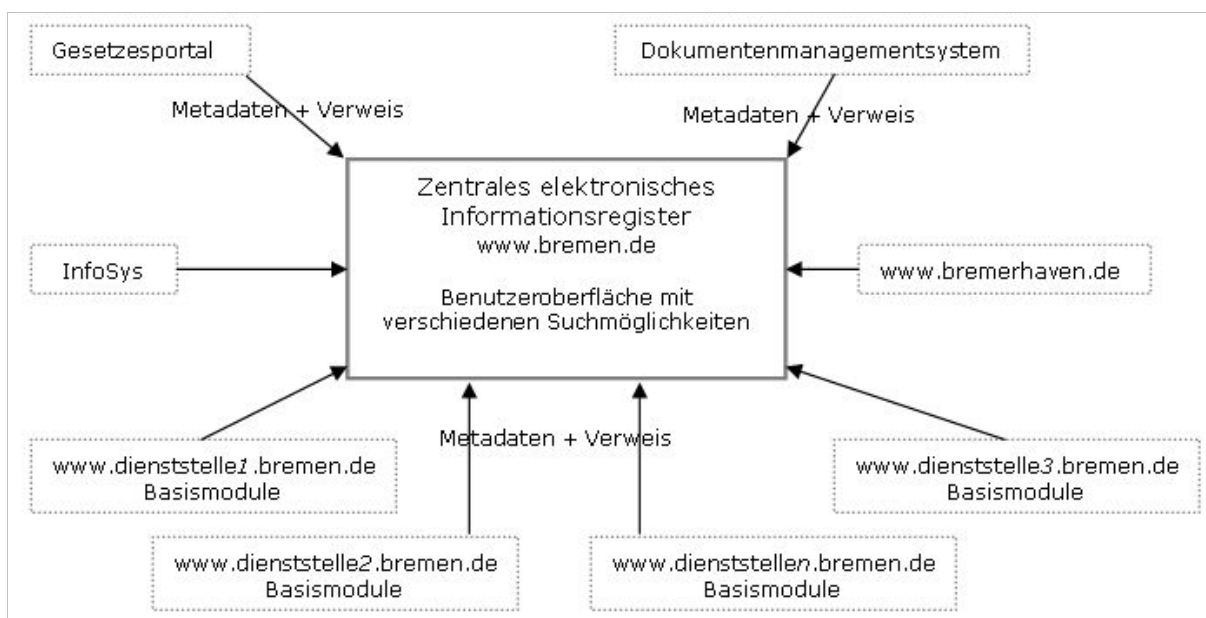 Gesetzesportal
Dokumentenmanagementsystem
Metadaten + Verweis
Metadaten + Verweis
Zentrales elektronisches
Informationsregister
www.bremen.de
Benutzeroberfläche mit
verschiedenen Suchmöglichkeiten
InfoSys
www.bremerhaven.de
Metadaten + Verweis
www.dienststelle1.bremen.de
Basismodule
www.dienststelle3.bremen.de
Basismodule
www.dienststelle2.bremen.de
Basismodule
www.dienststellen.bremen.de
Basismodule